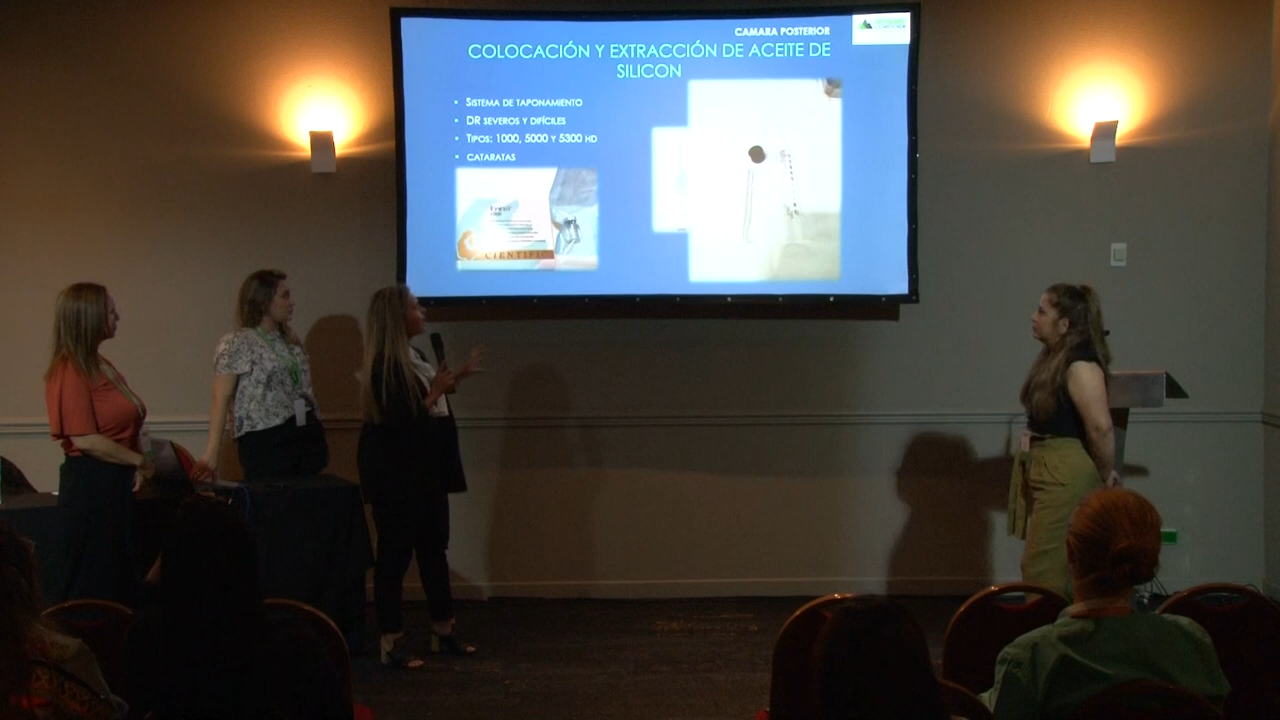 CAMARA POSTERIOR
COLOCACIÓN Y EXTRACCIÓN DE ACEITE DE
SILICON
• SISTEMA DE TAPONAMIENTO
• DR SEVEROS Y DIFÍCILES
• TIPOS: 1000, 5000 Y 5300 HD
• CATARATAS
CIENTIFIC